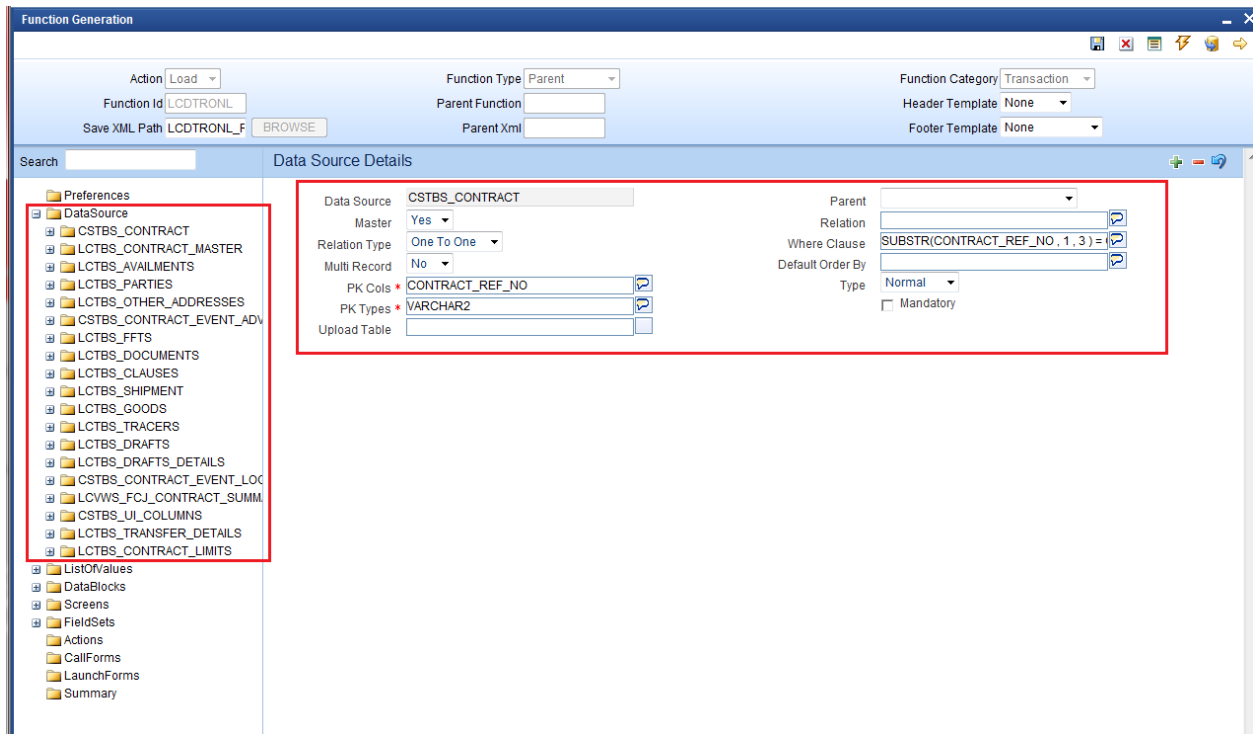 Function Generation
Action Load Function Type Parent Function Category Transaction
Function Id LCDTRONL Parent Function Header Template None
Save XML Path LCDTRONL_F BROWSE Parent Xml Footer Template None
Search Data Source Details
Preferences
DataSource
CSTBS_CONTRACT
LCTBS_CONTRACT_MASTER
LCTBS_AVAILMENTS
LCTBS_PARTIES
LCTBS_OTHER_ADDRESSES
CSTBS_CONTRACT_EVENT_ADV
LCTBS_FFTS
LCTBS_DOCUMENTS
LCTBS_CLAUSES
LCTBS_SHIPMENT
LCTBS_GOODS
LCTBS_TRACERS
LCTBS_DRAFTS
LCTBS_DRAFTS_DETAILS
CSTBS_CONTRACT_EVENT_LOG
LCVWS_FCJ_CONTRACT_SUMM
CSTBS_UI_COLUMNS
LCTBS_TRANSFER_DETAILS
LCTBS_CONTRACT_LIMITS
ListOfValues
DataBlocks
Screens
FieldSets
Actions
CallForms
LaunchForms
Summary
Data Source CSTBS_CONTRACT Parent
Master Yes Relation
Relation Type One To One Where Clause SUBSTR(CONTRACT_REF_NO , 1 , 3 ) =
Multi Record No Default Order By
PK Cols * CONTRACT_REF_NO Type Normal
PK Types * VARCHAR2 Mandatory
Upload Table